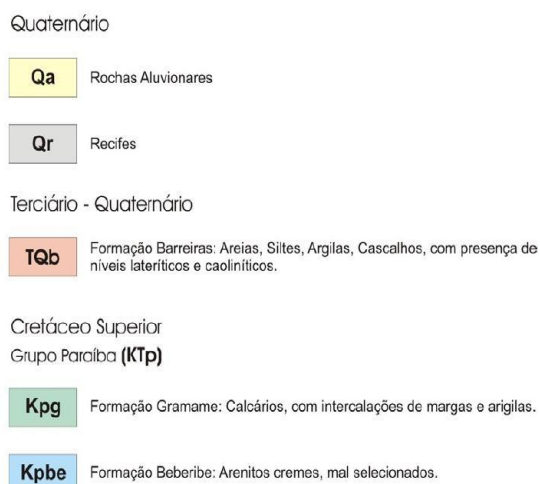 Quaternário
Qa Rochas Aluvionares
Qr Recifes
Terciário - Quaternário
TQb Formação Barreiras: Areias, Siltes, Argilas, Cascalhos, com presença de
níveis lateríticos e caoliníticos.
Cretáceo Superior
Grupo Paraíba (KTp)
Kpg Formação Gramame: Calcários, com intercalações de margas e arigilas.
Kpbe Formação Beberibe: Arenitos cremes, mal selecionados.